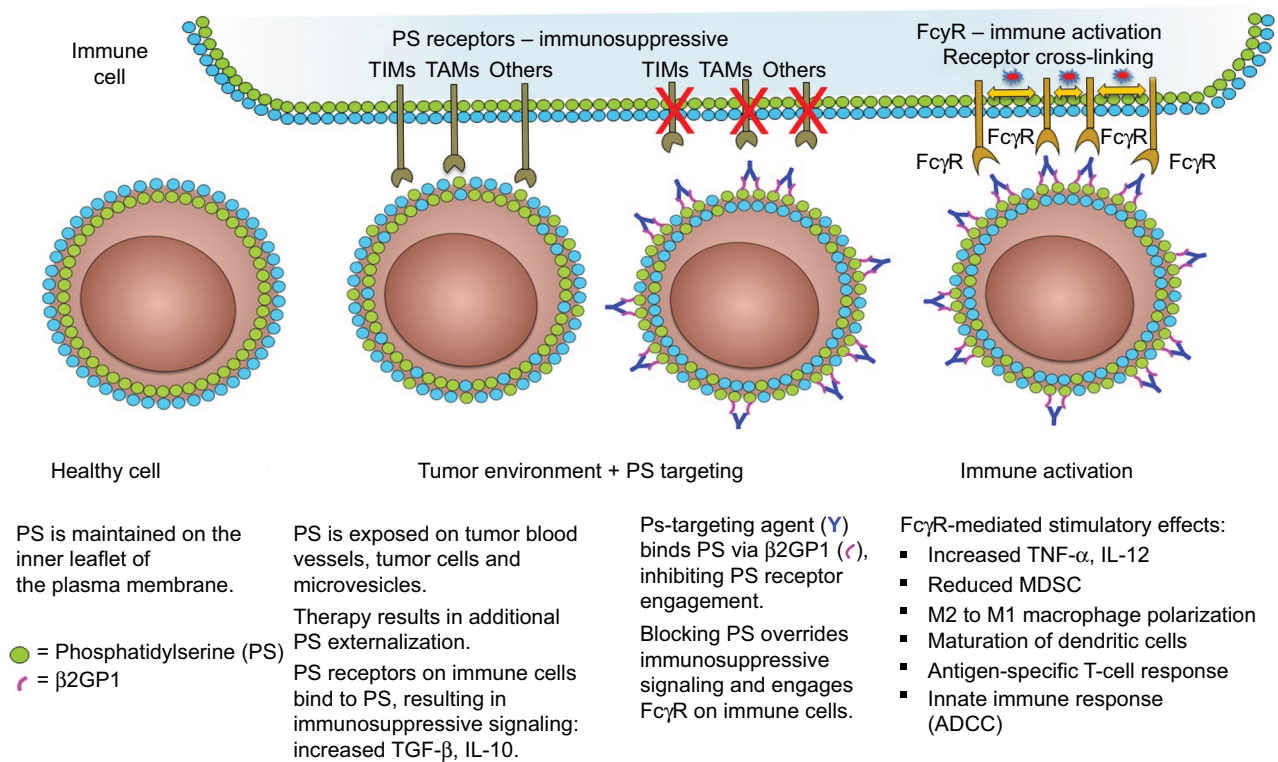 Immune
cell
PS receptors – immunosuppressive
TIMs TAMs Others
TIMs TAMs Others
FcyR – immune activation
Receptor cross-linking
FcγR
FcγR
FcγR
FcγR
Healthy cell
PS is maintained on the
inner leaflet of
the plasma membrane.
= Phosphatidylserine (PS)
= β2GP1
Tumor environment + PS targeting
PS is exposed on tumor blood
vessels, tumor cells and
microvesicles.
Therapy results in additional
PS externalization.
PS receptors on immune cells
bind to PS, resulting in
immunosuppressive signaling:
increased TGF-β, IL-10.
Ps-targeting agent (Y)
binds PS via β2GP1 ( ),
inhibiting PS receptor
engagement.
Blocking PS overrides
immunosuppressive
signaling and engages
FcγR on immune cells.
Immune activation
FcγR-mediated stimulatory effects:
▪ Increased TNF-α, IL-12
▪ Reduced MDSC
▪ M2 to M1 macrophage polarization
▪ Maturation of dendritic cells
▪ Antigen-specific T-cell response
▪ Innate immune response
(ADCC)